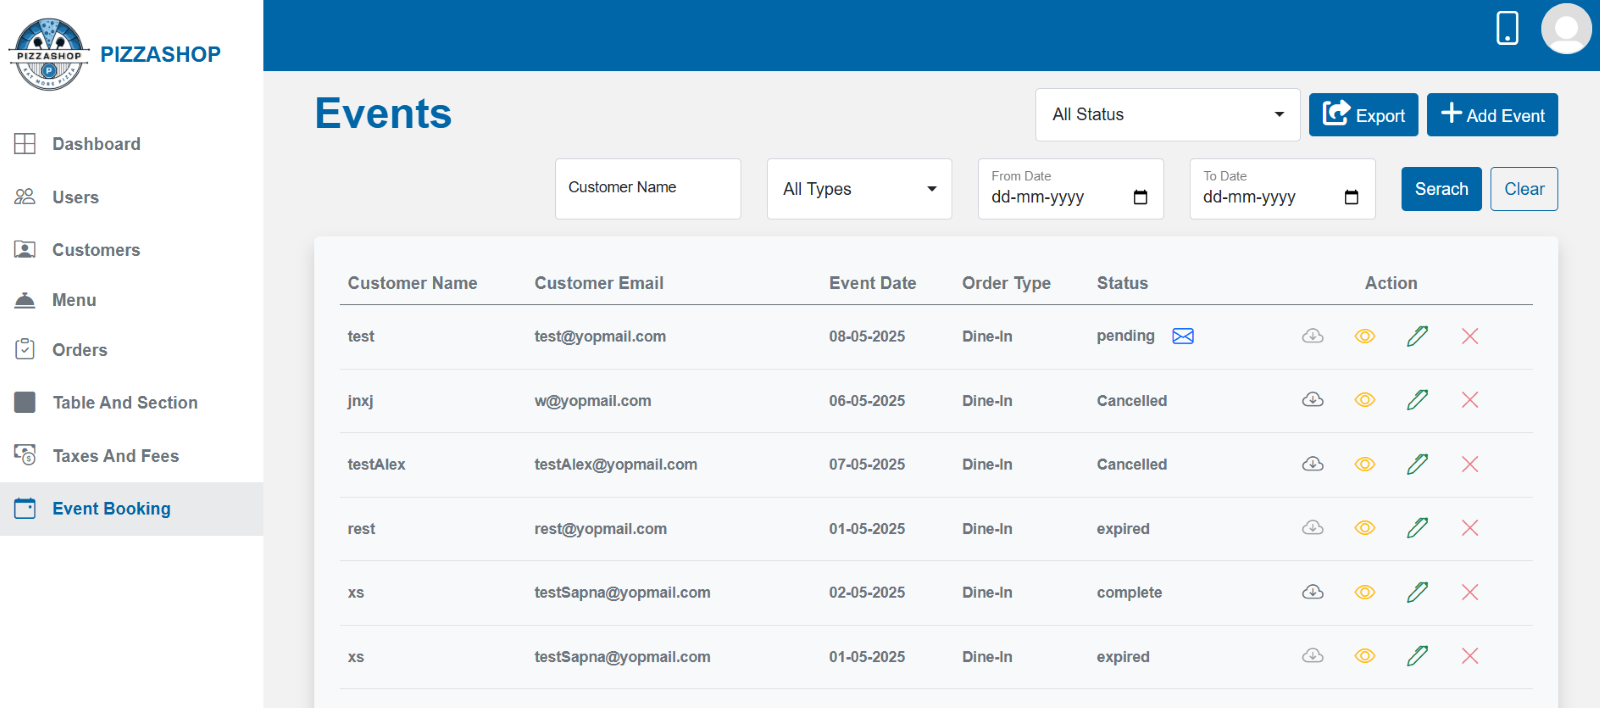 PIZZASHOP
EAT MORE PIZZA
PIZZASHOP
Dashboard
Users
Customers
Menu
Orders
Table And Section
Taxes And Fees
Event Booking
Events
All Status
Export
Add Event
Customer Name
All Types
From Date
dd-mm-yyyy
To Date
dd-mm-yyyy
Serach
Clear
Customer Name Customer Email Event Date Order Type Status Action
test test@yopmail.com 08-05-2025 Dine-In pending
jnxj w@yopmail.com 06-05-2025 Dine-In Cancelled
testAlex testAlex@yopmail.com 07-05-2025 Dine-In Cancelled
rest rest@yopmail.com 01-05-2025 Dine-In expired
xs testSapna@yopmail.com 02-05-2025 Dine-In complete
xs testSapna@yopmail.com 01-05-2025 Dine-In expired